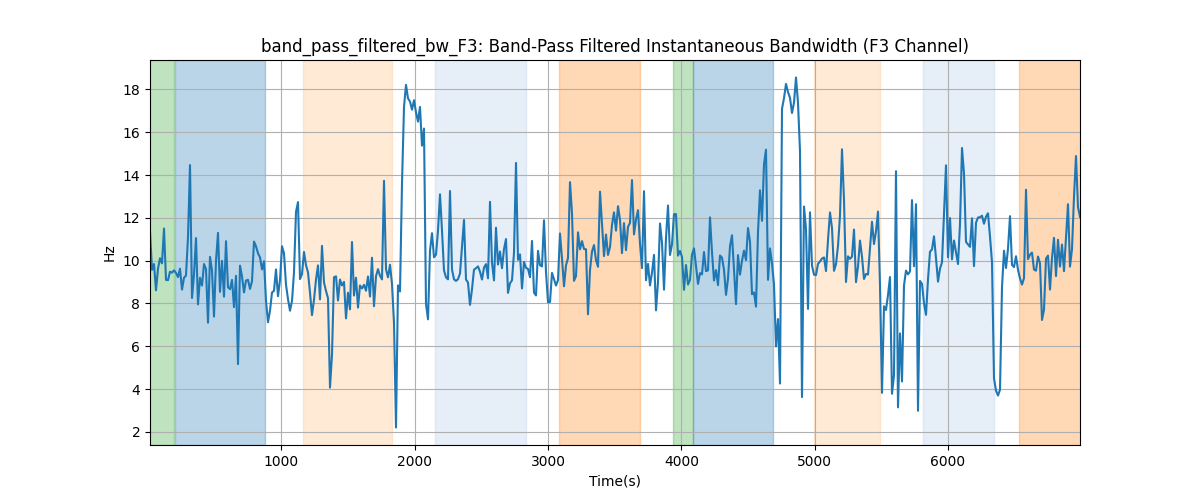 band_pass_filtered_bw_F3: Band-Pass Filtered Instantaneous Bandwidth (F3 Channel)
Hz
18
16
14
12
10
8
6
4
2
1000 2000 3000 4000 5000 6000
Time(s)